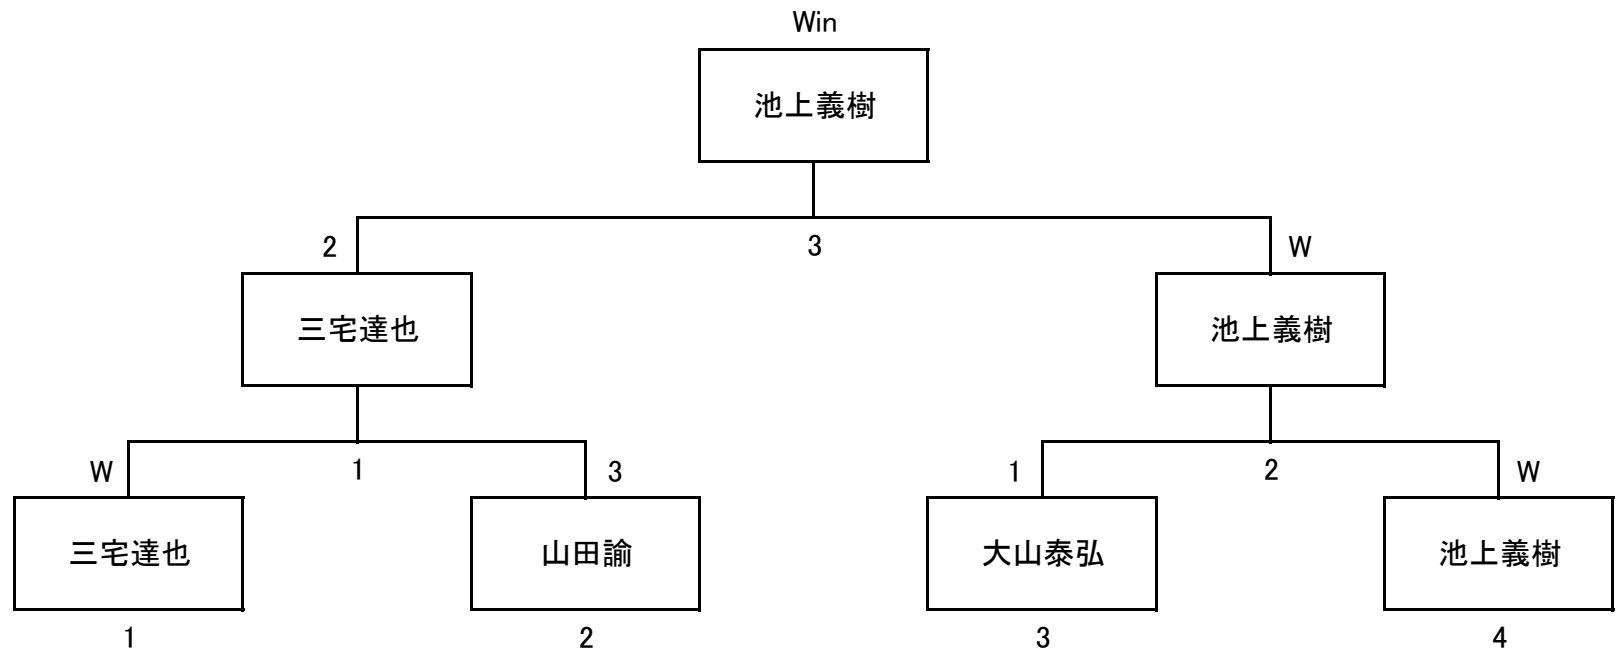 Win
池上義樹
2 3 W
三宅達也 池上義樹
W 1 3 1 2 W
三宅達也 山田諭 大山泰弘 池上義樹
1 2 3 4